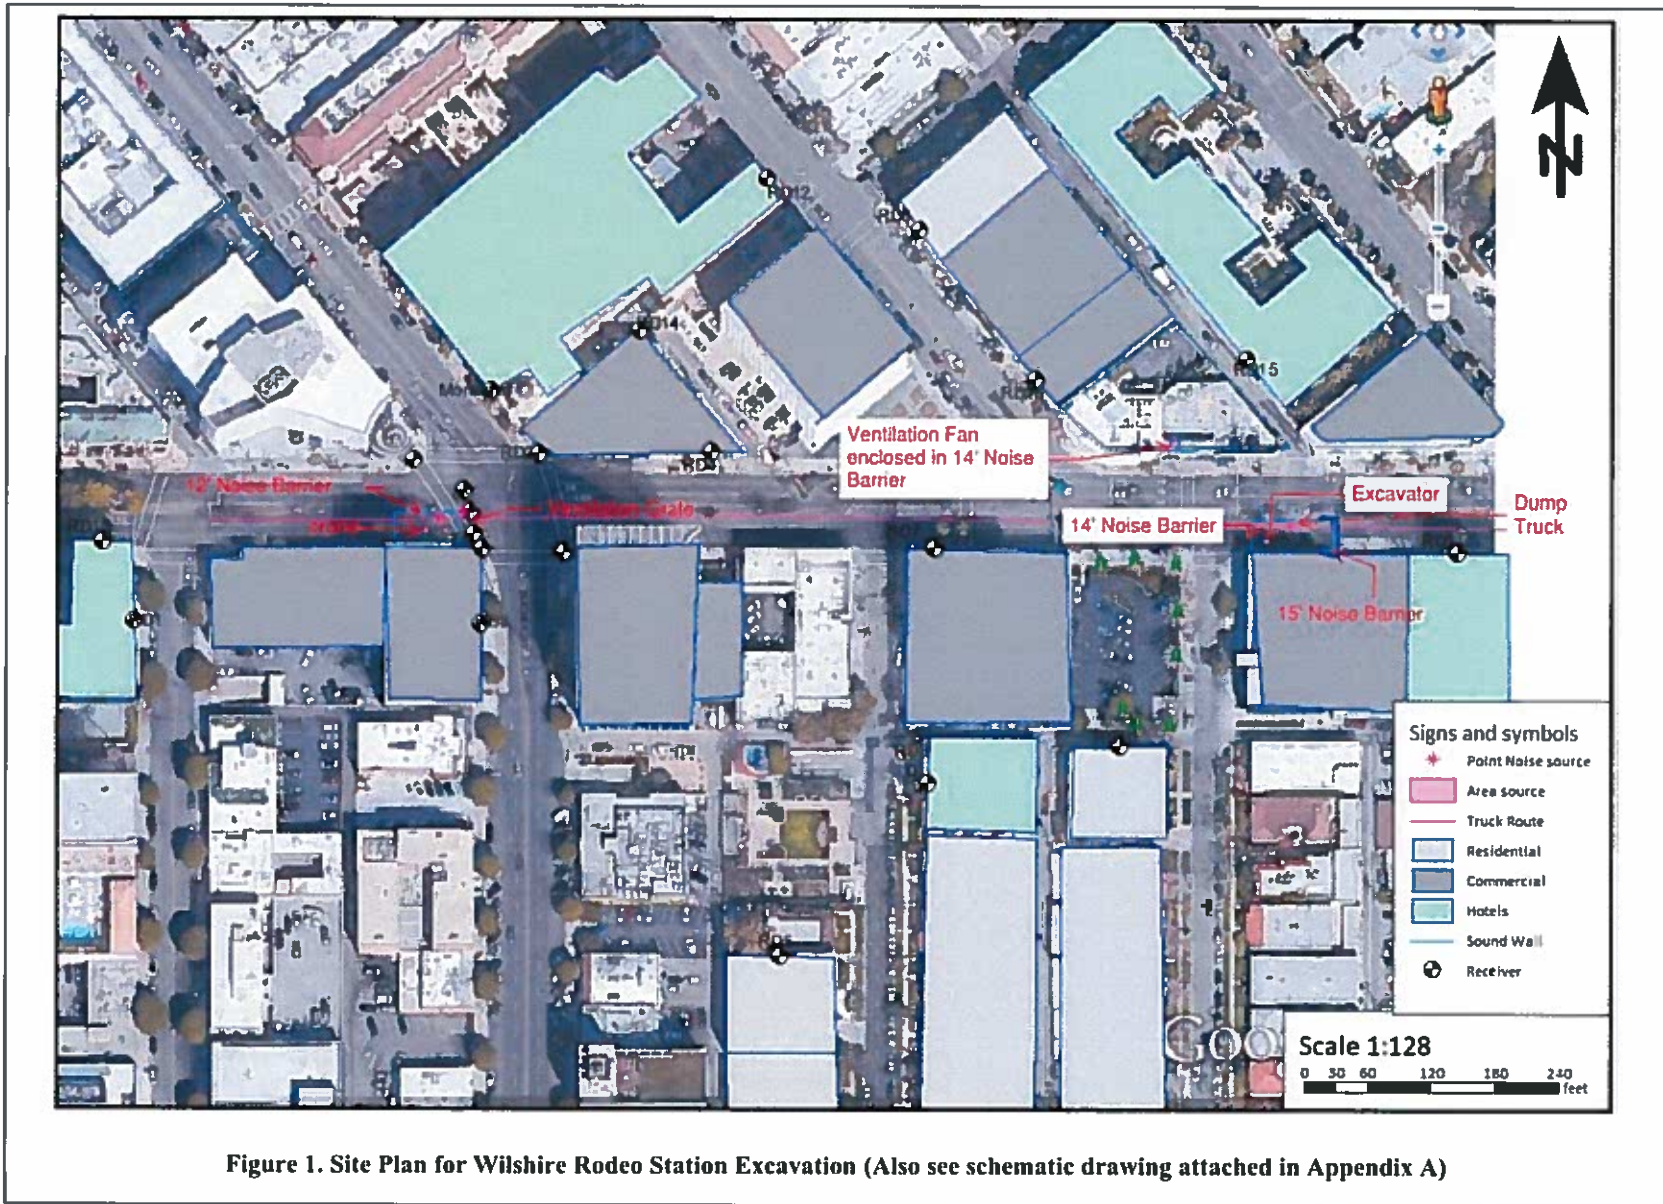 N
RD12
RD14
RD15
Ventilation Fan
enclosed in 14' Noise
Barrier
12' Noise Barrier
Ventilation Grate
Excavator
14' Noise Barrier
Dump
Truck
15' Noise Barrier
Signs and symbols
Point Noise source
Area source
Truck Route
Residential
Commercial
Hotels
Sound Wall
Receiver
Goo
Scale 1:128
0 30 60 120 180 240
feet
Figure 1. Site Plan for Wilshire Rodeo Station Excavation (Also see schematic drawing attached in Appendix A)